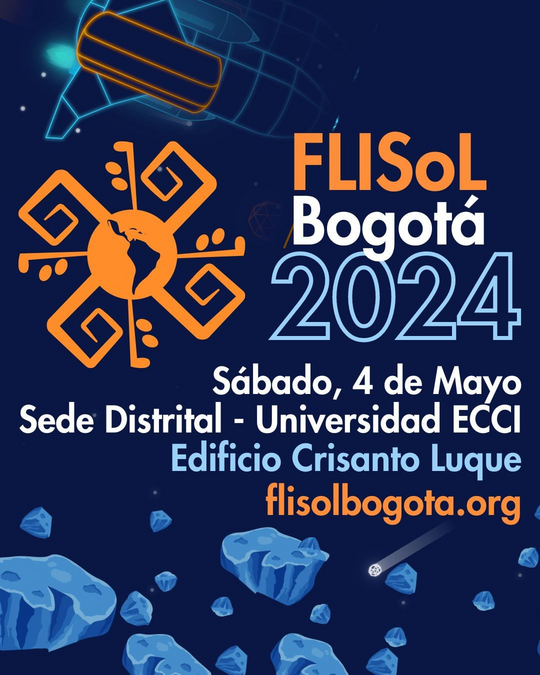 FLISoL
Bogotá
2024
Sábado, 4 de Mayo
Sede Distrital - Universidad ECCI
Edificio Crisanto Luque
flisolbogota.org